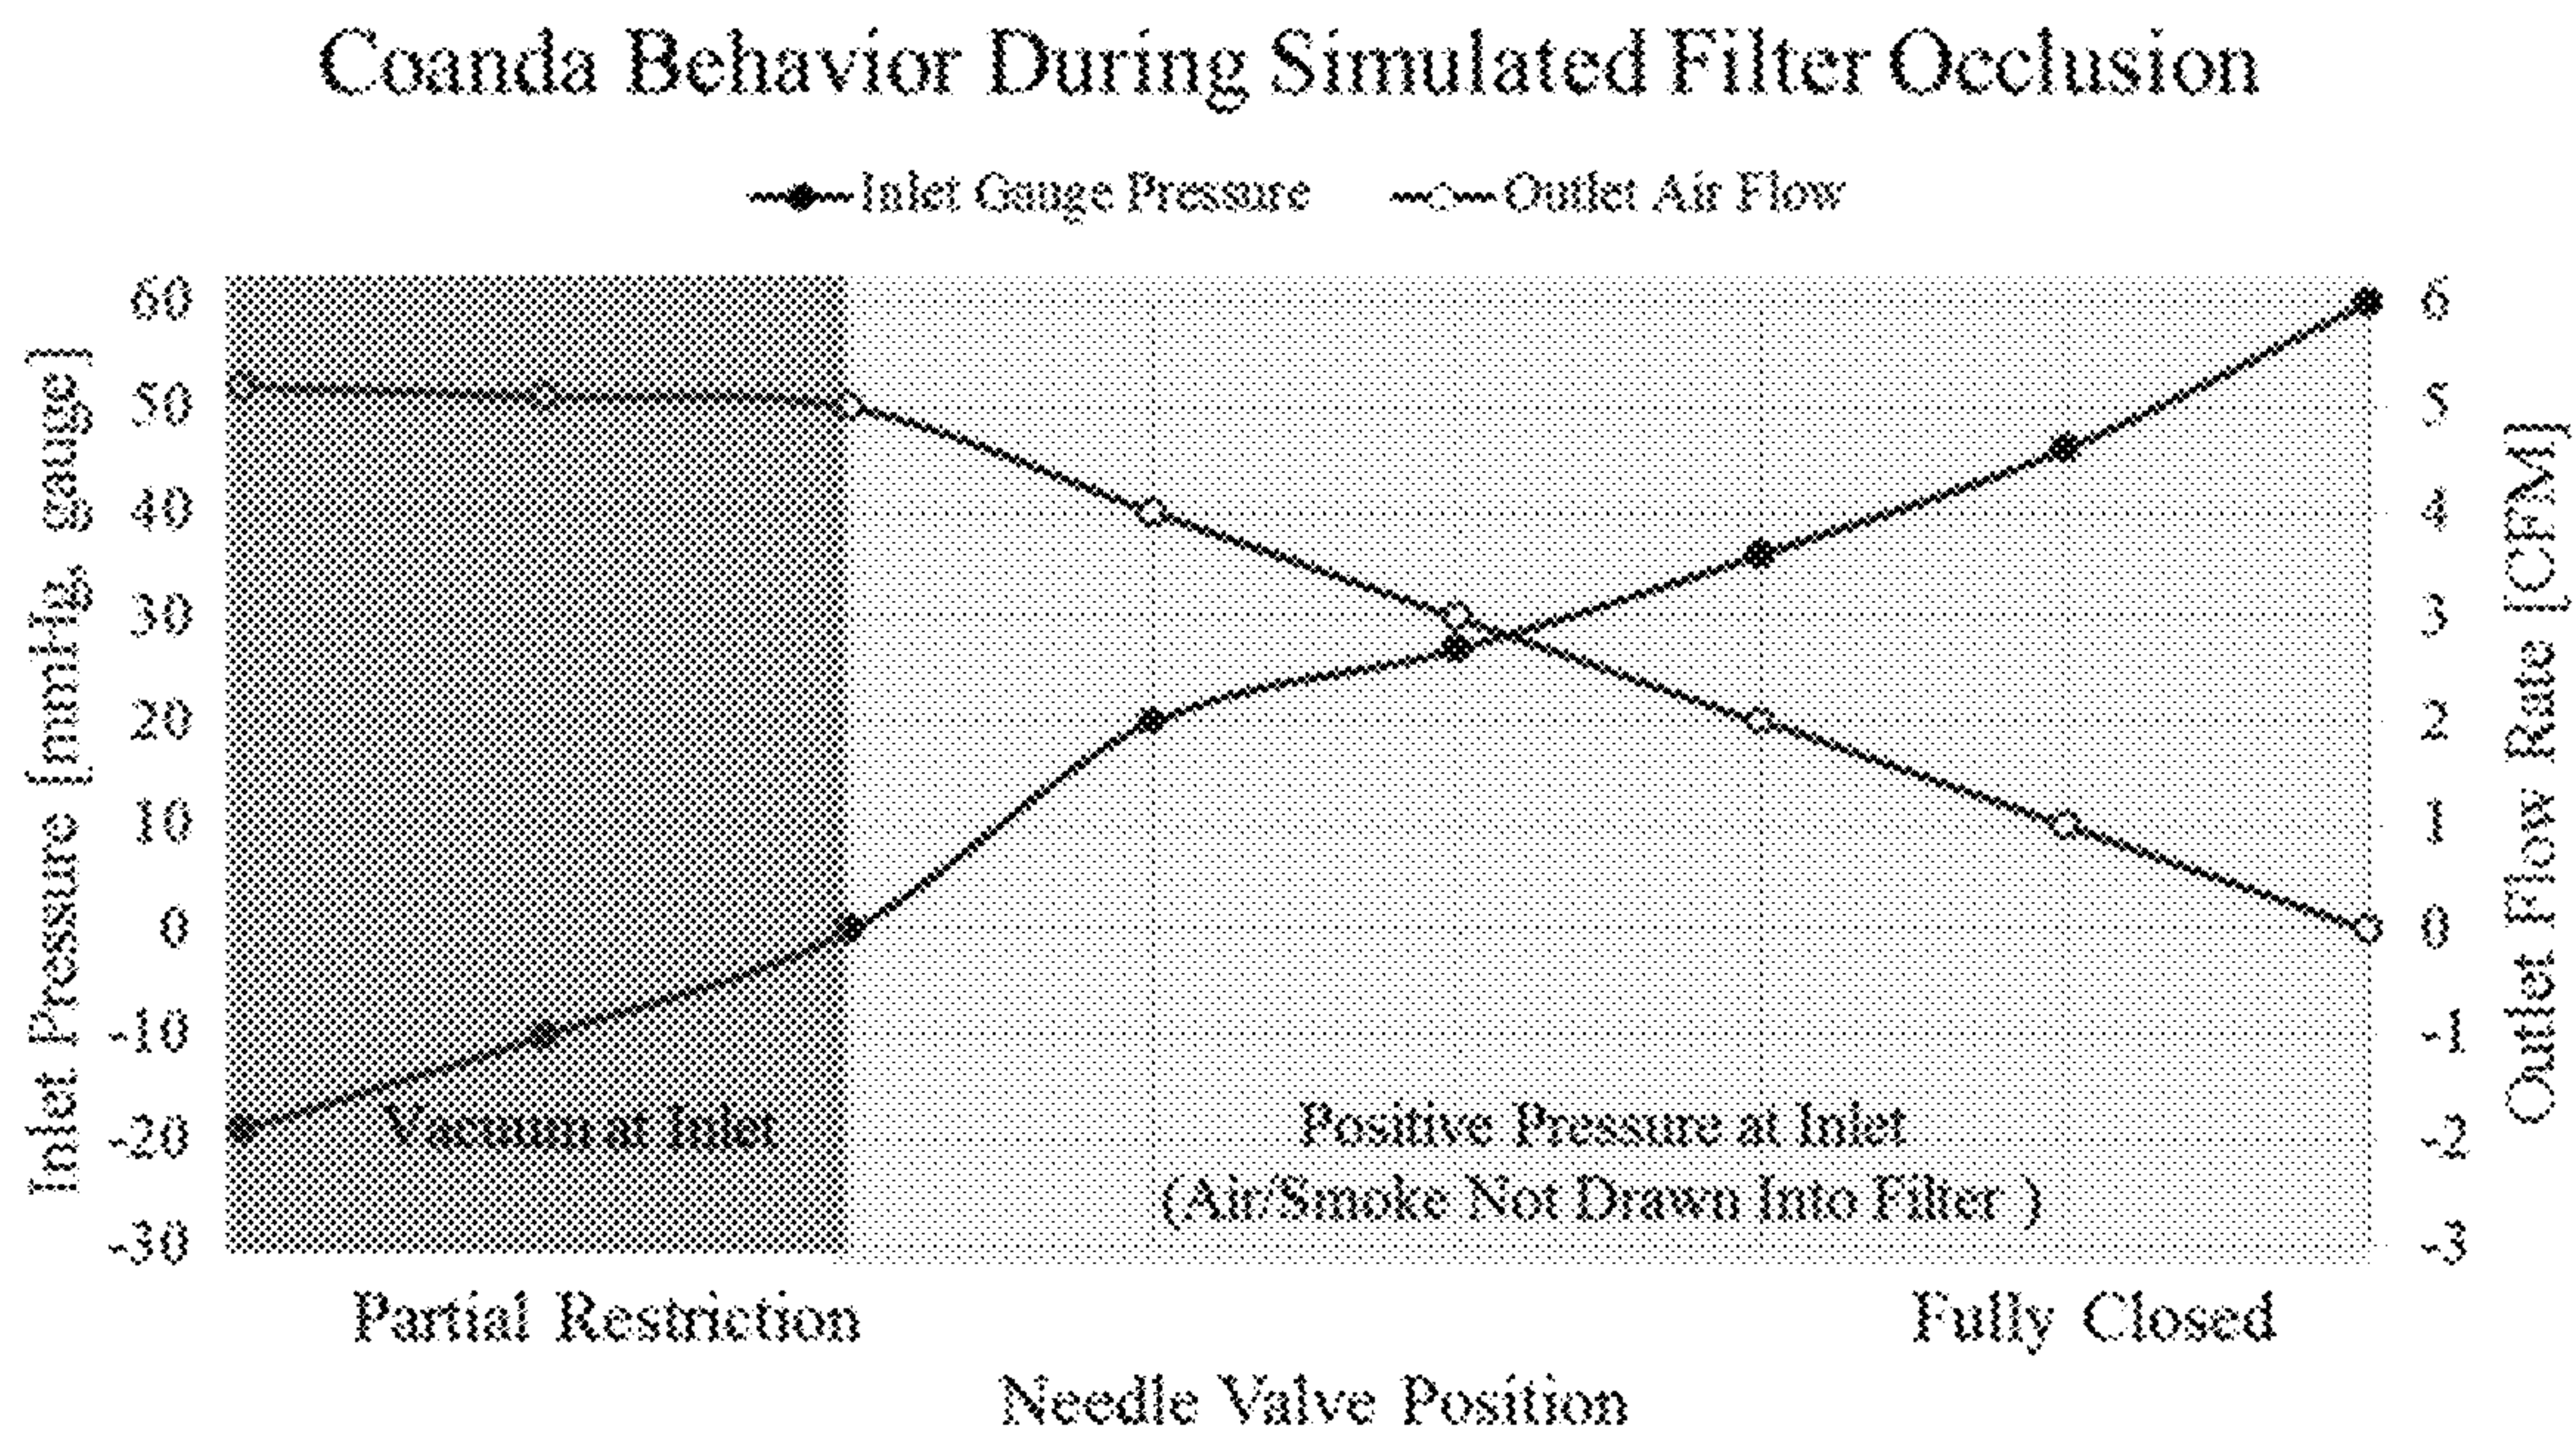 Coanda Behavior During Simulated Filter Occlusion
Inlet Gauge Pressure
Outlet Air Flow
Inlet Pressure [mmHg, gauge]
60
50
40
30
20
10
0
-10
-20
-30
6
5
4
3
2
1
0
-1
-2
-3
Outlet Flow Rate [CFM]
Vacuum at Inlet
Positive Pressure at Inlet
(Air/Smoke Not Drawn Into Filter )
Partial Restriction
Fully Closed
Needle Valve Position